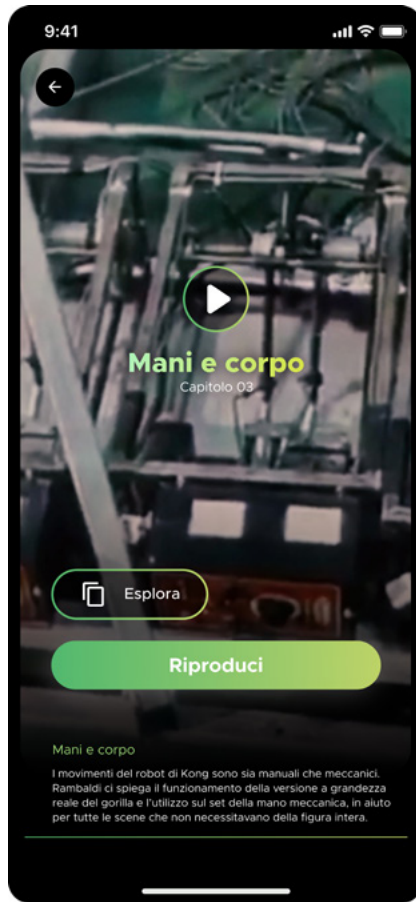 9:41
Mani e corpo
Capitolo 03
Esplora
Riproduci
Mani e corpo
I movimenti del robot di Kong sono sia manuali che meccanici.
Rambaldi ci spiega il funzionamento della versione a grandezza
reale del gorilla e l'utilizzo sul set della mano meccanica, in aiuto
per tutte le scene che non necessitavano della figura intera.